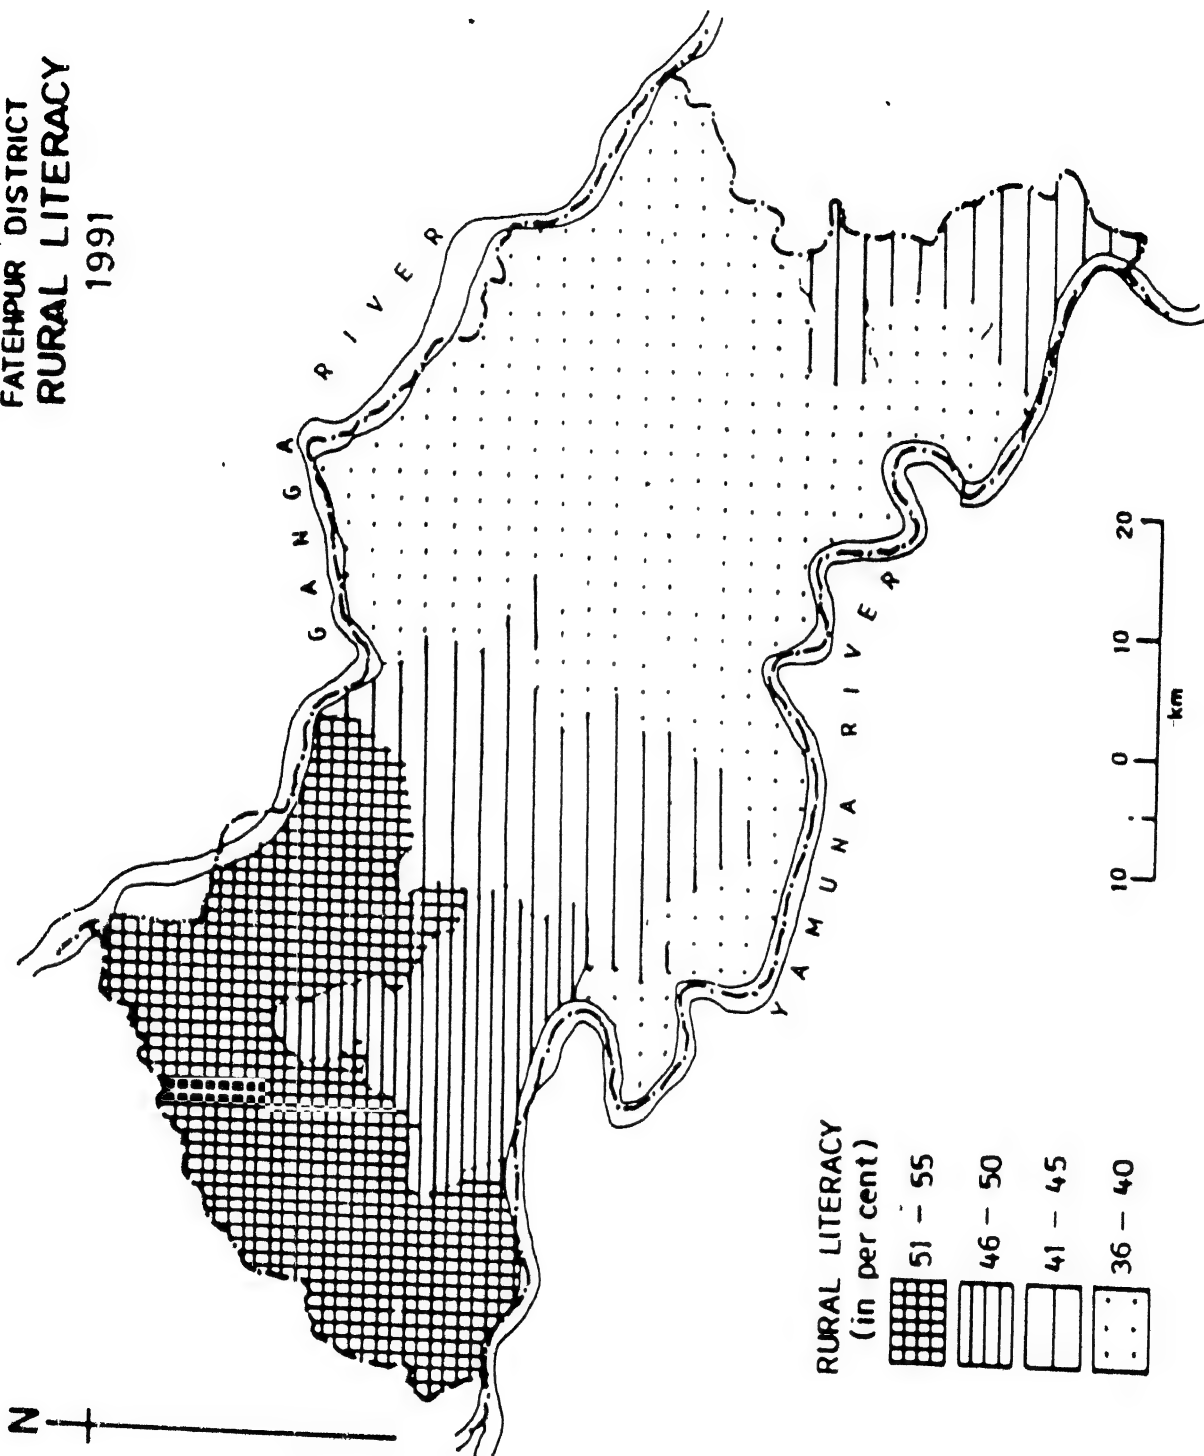 FATEHPUR DISTRICT
RURAL LITERACY
1991
N
GANGA RIVER
YAMUNA RIVER
RURAL LITERACY
(in per cent)
51 – 55
46 – 50
41 – 45
36 – 40
10 0 10 20
km